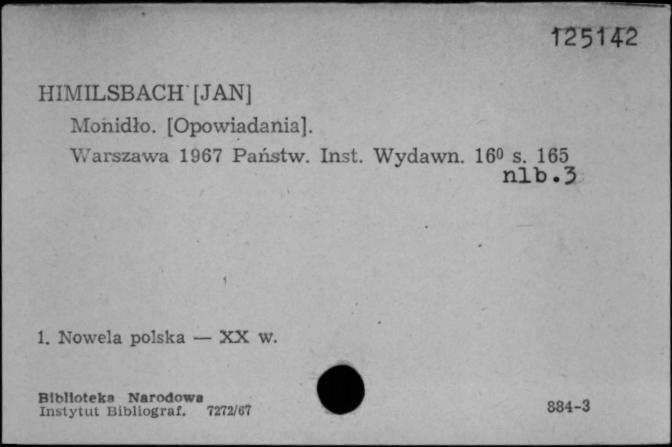 125142
HIMILSBACH [JAN]
Monidło. [Opowiadania].
Warszawa 1967 Państw. Inst. Wydawn. 16⁰ s. 165
nlb.3
1. Nowela polska — XX w.
Biblioteka Narodowa
Instytut Bibliograf. 7272/67
884-3